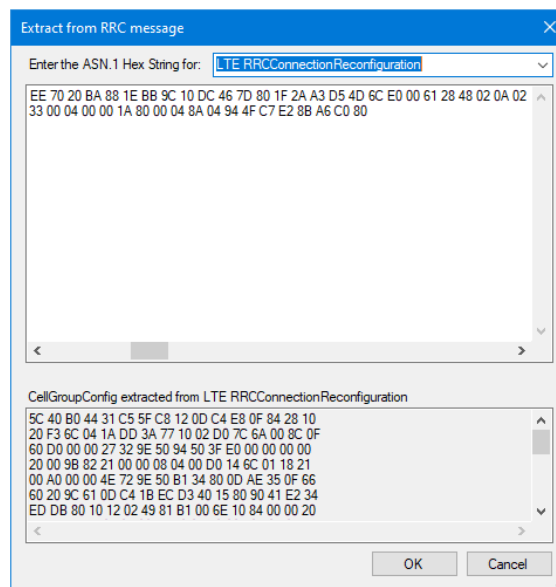 Extract from RRC message
Enter the ASN.1 Hex String for: LTE RRCConnectionReconfiguration
EE 70 20 BA 88 1E BB 9C 10 DC 46 7D 80 1F 2A A3 D5 4D 6C E0 00 61 28 48 02 0A 02
33 00 04 00 00 1A 80 00 04 8A 04 94 4F C7 E2 8B A6 C0 80
CellGroupConfig extracted from LTE RRCConnectionReconfiguration
5C 40 B0 44 31 C5 5F C8 12 0D C4 E8 0F 84 28 10
20 F3 6C 04 1A DD 3A 77 10 02 D0 7C 6A 00 8C 0F
60 D0 00 00 27 32 9E 50 94 50 3F E0 00 00 00 00
20 00 9B 82 21 00 00 08 04 00 D0 14 6C 01 18 21
00 A0 00 00 4E 72 9E 50 B1 34 80 0D AE 35 0F 66
60 20 9C 61 0D C4 1B EC D3 40 15 80 90 41 E2 34
ED DB 80 10 12 02 49 81 B1 00 6E 10 84 00 00 20
OK Cancel